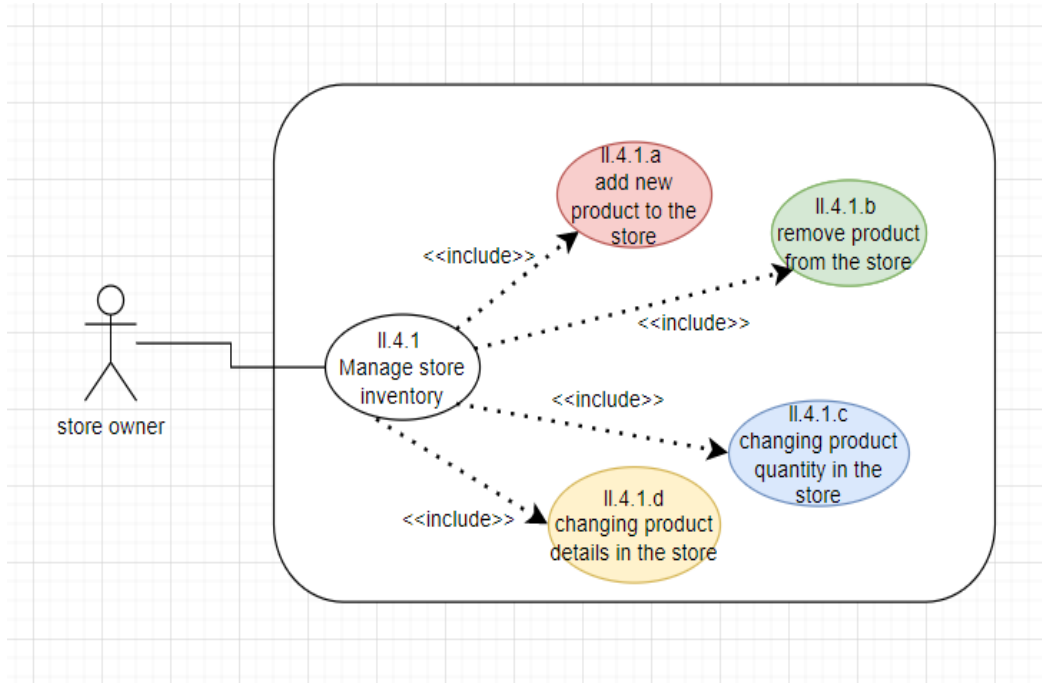 II.4.1.a
add new
product to the
store
II.4.1.b
remove product
from the store
<<include>>
<<include>>
II.4.1
Manage store
inventory
store owner
<<include>>
II.4.1.c
changing product
quantity in the
store
II.4.1.d
changing product
details in the store
<<include>>